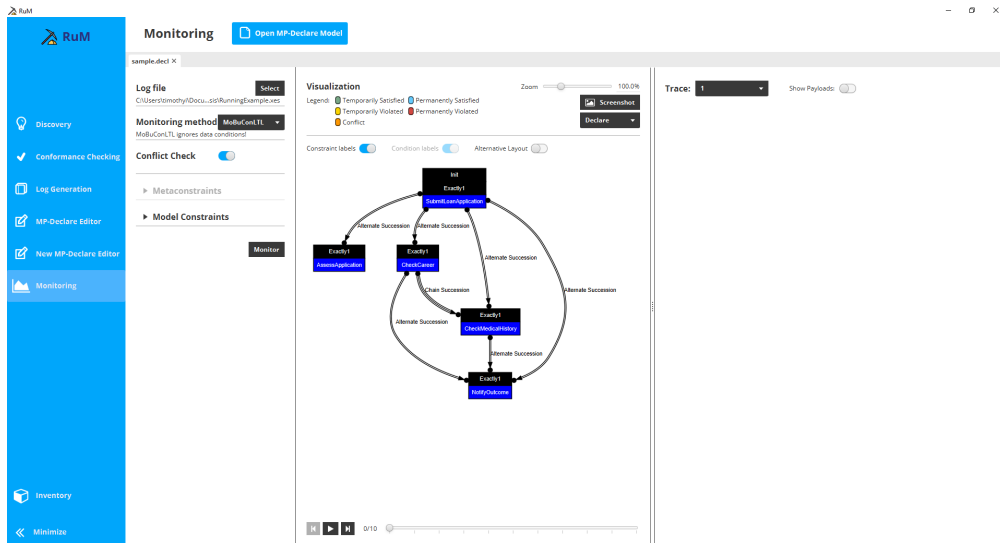 RuM
RuM
Monitoring
Open MP-Declare Model
sample.decl ×
Discovery
Conformance Checking
Log Generation
MP-Declare Editor
New MP-Declare Editor
Monitoring
Inventory
Minimize
Log file
Select
C:\Users\timothyi\Docu...sis\RunningExample.xes
Monitoring method
MoBuConLTL
MoBuConLTL ignores data conditions!
Conflict Check
Metaconstraints
Model Constraints
Monitor
Visualization
Zoom
100.0%
Legend: Temporarily Satisfied Permanently Satisfied
Temporarily Violated Permanently Violated
Conflict
Screenshot
Declare
Constraint labels
Condition labels
Alternative Layout
Init
Exactly1
SubmitLoanApplication
Alternate Succession
Alternate Succession
Exactly1
AssessApplication
Exactly1
CheckCareer
Alternate Succession
Chain Succession
Alternate Succession
Exactly1
CheckMedicalHistory
Alternate Succession
Alternate Succession
Exactly1
NotifyOutcome
0/10
Trace:
1
Show Payloads: